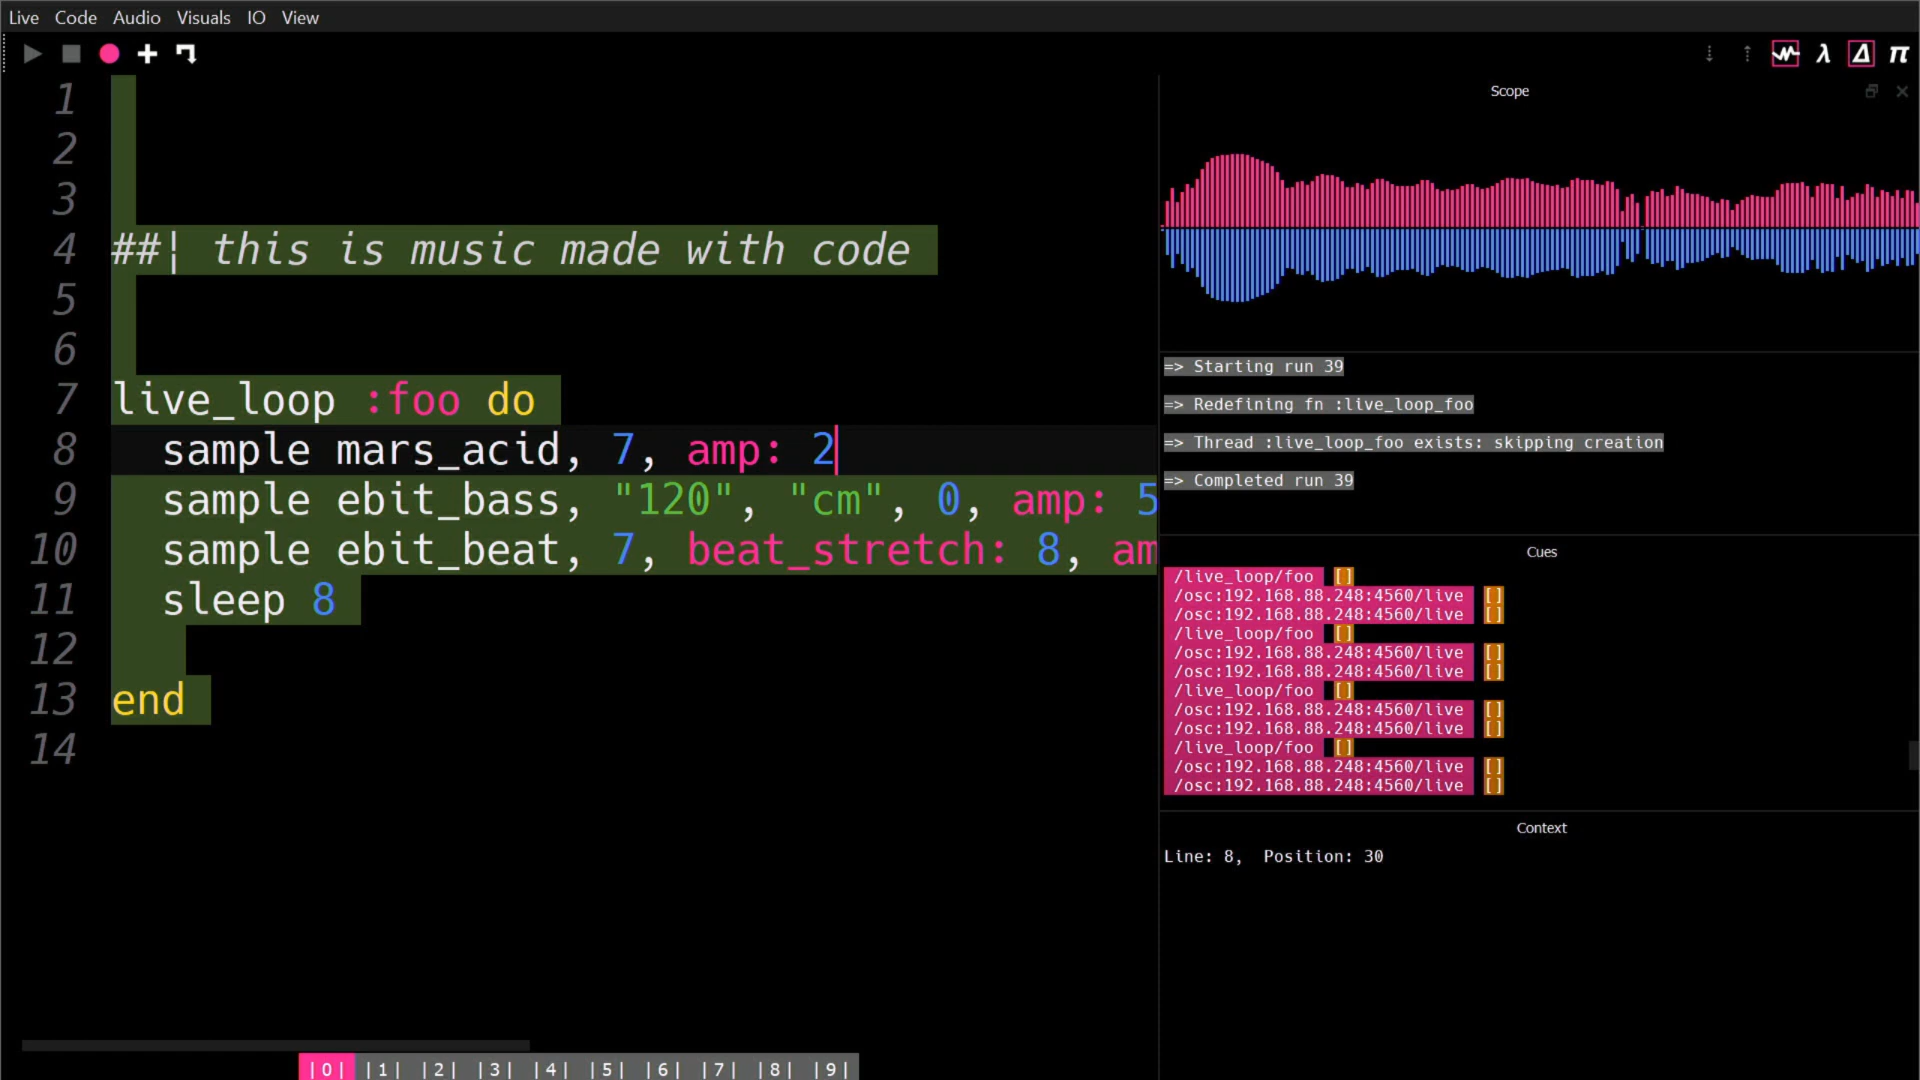 Live Code Audio Visuals IO View
λ Δ π
Scope
1
2
3
4 ##| this is music made with code
5
6
7 live_loop :foo do
8 sample mars_acid, 7, amp: 2
9 sample ebit_bass, "120", "cm", 0, amp: 5
10 sample ebit_beat, 7, beat_stretch: 8, am
11 sleep 8
12
13 end
14
=> Starting run 39
=> Redefining fn :live_loop_foo
=> Thread :live_loop_foo exists: skipping creation
=> Completed run 39
Cues
/live_loop/foo []
/osc:192.168.88.248:4560/live []
/osc:192.168.88.248:4560/live []
/live_loop/foo []
/osc:192.168.88.248:4560/live []
/osc:192.168.88.248:4560/live []
/live_loop/foo []
/osc:192.168.88.248:4560/live []
/osc:192.168.88.248:4560/live []
/live_loop/foo []
/osc:192.168.88.248:4560/live []
/osc:192.168.88.248:4560/live []
Context
Line: 8, Position: 30
|0| |1| |2| |3| |4| |5| |6| |7| |8| |9|